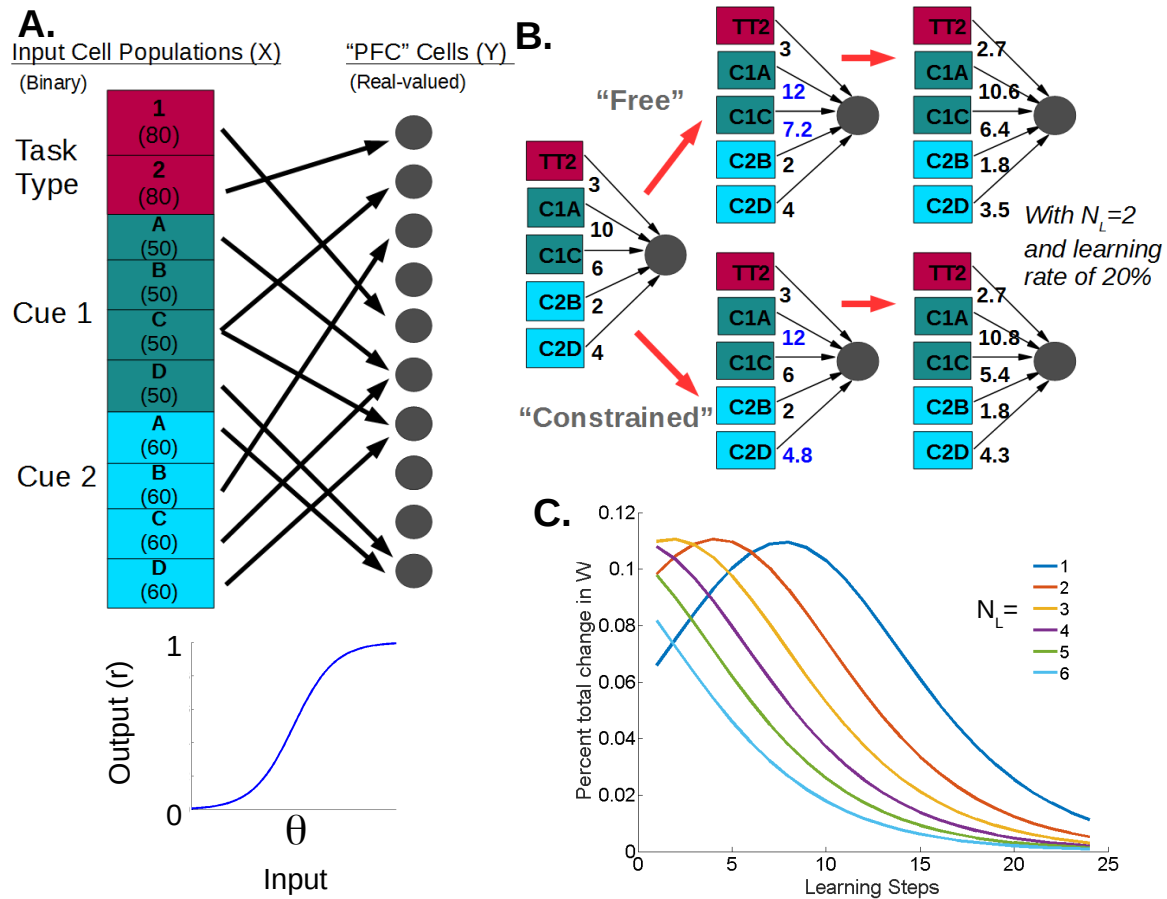 A.
Input Cell Populations (X)
(Binary)
“PFC” Cells (Y)
(Real-valued)
Task
Type
1
(80)
2
(80)
Cue 1
A
(50)
B
(50)
C
(50)
D
(50)
Cue 2
A
(60)
B
(60)
C
(60)
D
(60)
Output (r)
1
0
θ
Input
B.
TT2
C1A
C1C
C2B
C2D
3
10
6
2
4
“Free”
TT2
C1A
C1C
C2B
C2D
3
12
7.2
2
4
TT2
C1A
C1C
C2B
C2D
2.7
10.6
6.4
1.8
3.5
“Constrained”
TT2
C1A
C1C
C2B
C2D
3
12
6
2
4.8
TT2
C1A
C1C
C2B
C2D
2.7
10.8
5.4
1.8
4.3
With NL=2
and learning
rate of 20%
C.
Percent total change in W
0.12
0.1
0.08
0.06
0.04
0.02
0
0
5
10
15
20
25
Learning Steps
NL=
1
2
3
4
5
6